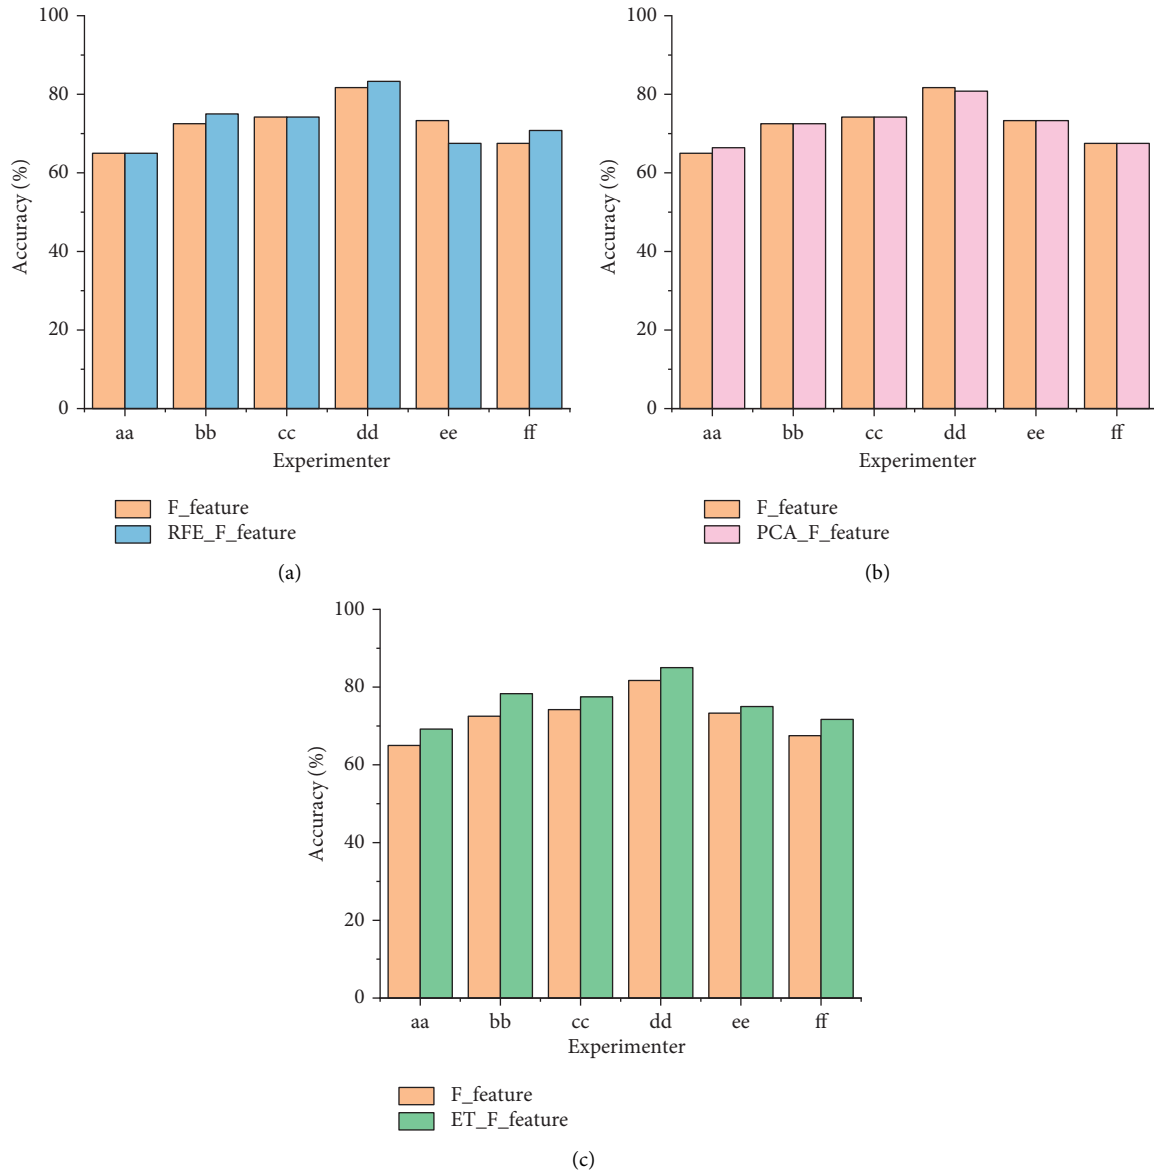 100
80
60
40
20
0
Accuracy (%)
aa bb cc dd ee ff
Experimenter
F_feature
RFE_F_feature
(a)
100
80
60
40
20
0
Accuracy (%)
aa bb cc dd ee ff
Experimenter
F_feature
PCA_F_feature
(b)
100
80
60
40
20
0
Accuracy (%)
aa bb cc dd ee ff
Experimenter
F_feature
ET_F_feature
(c)